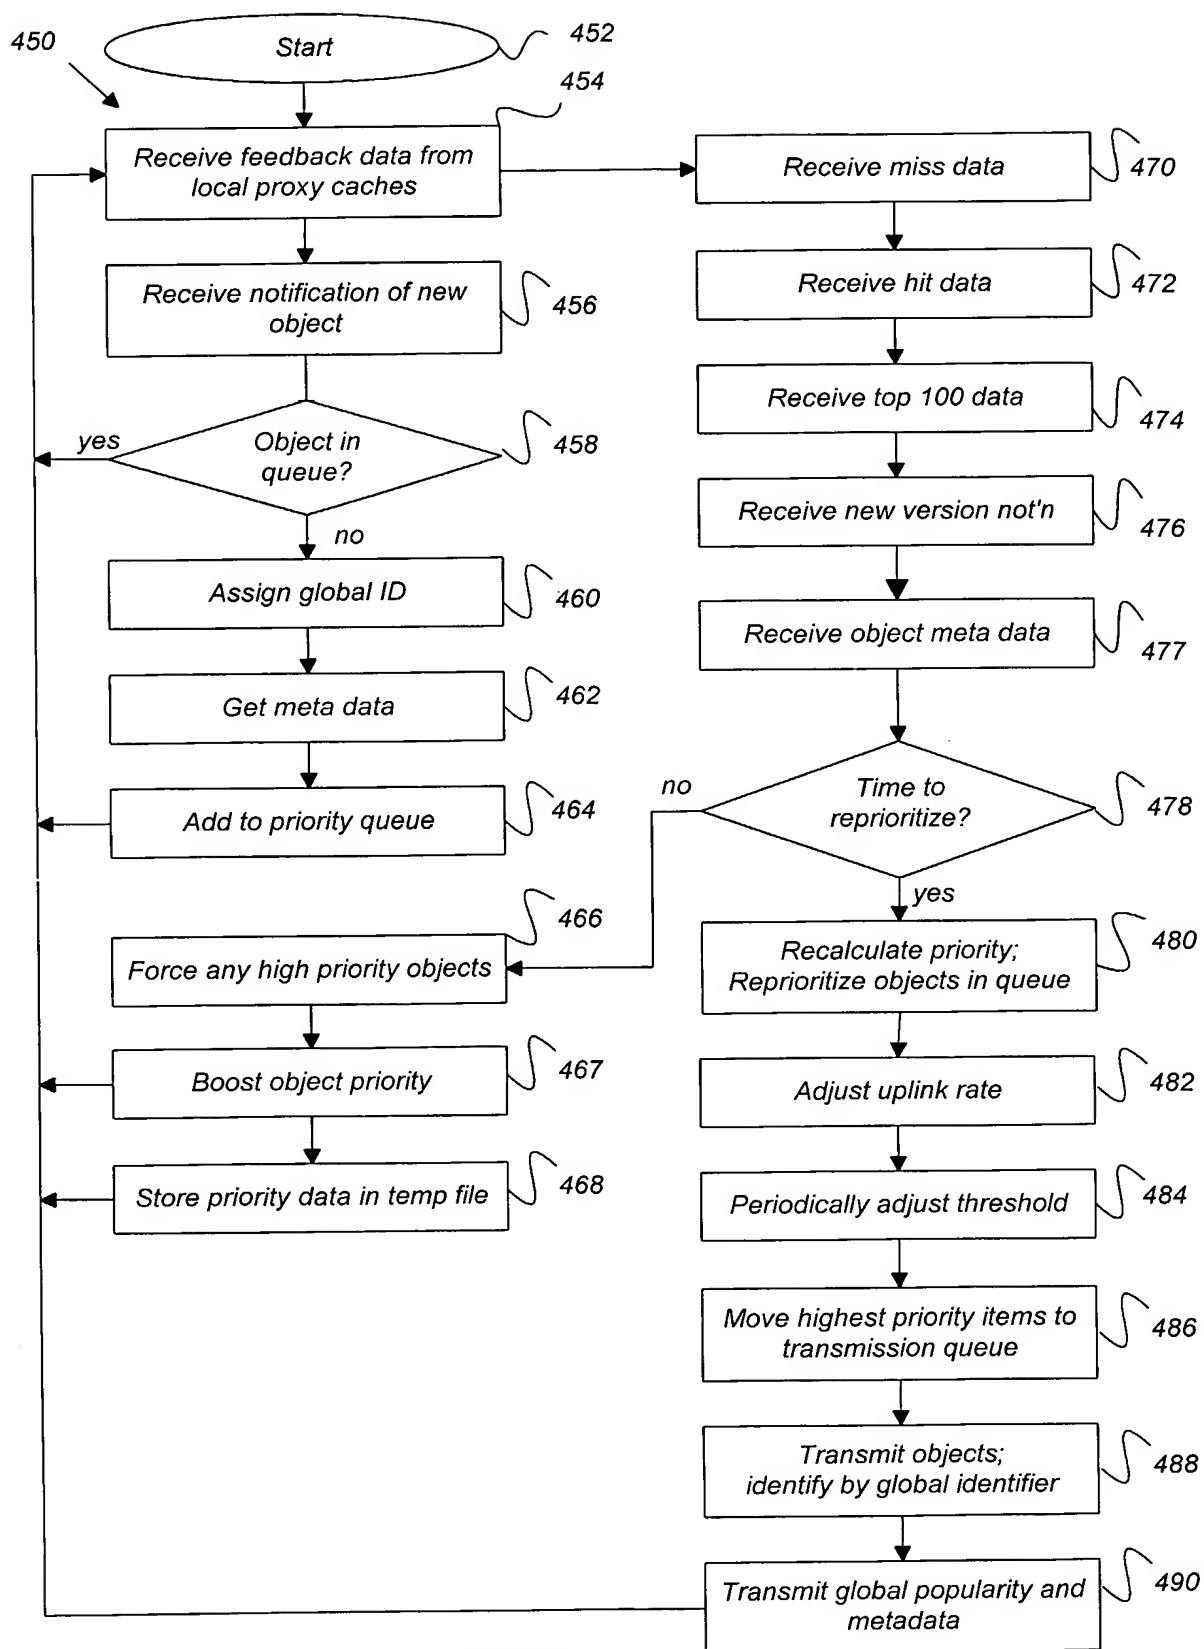 450
Start
452
454
Receive feedback data from
local proxy caches
Receive notification of new
object
456
yes
Object in
queue?
458
no
Assign global ID
460
Get meta data
462
Add to priority queue
464
466
Force any high priority objects
Boost object priority
467
Store priority data in temp file
468
Receive miss data
470
Receive hit data
472
Receive top 100 data
474
Receive new version not'n
476
Receive object meta data
477
no
Time to
reprioritize?
478
yes
Recalculate priority;
Reprioritize objects in queue
480
Adjust uplink rate
482
Periodically adjust threshold
484
Move highest priority items to
transmission queue
486
Transmit objects;
identify by global identifier
488
Transmit global popularity and
metadata
490